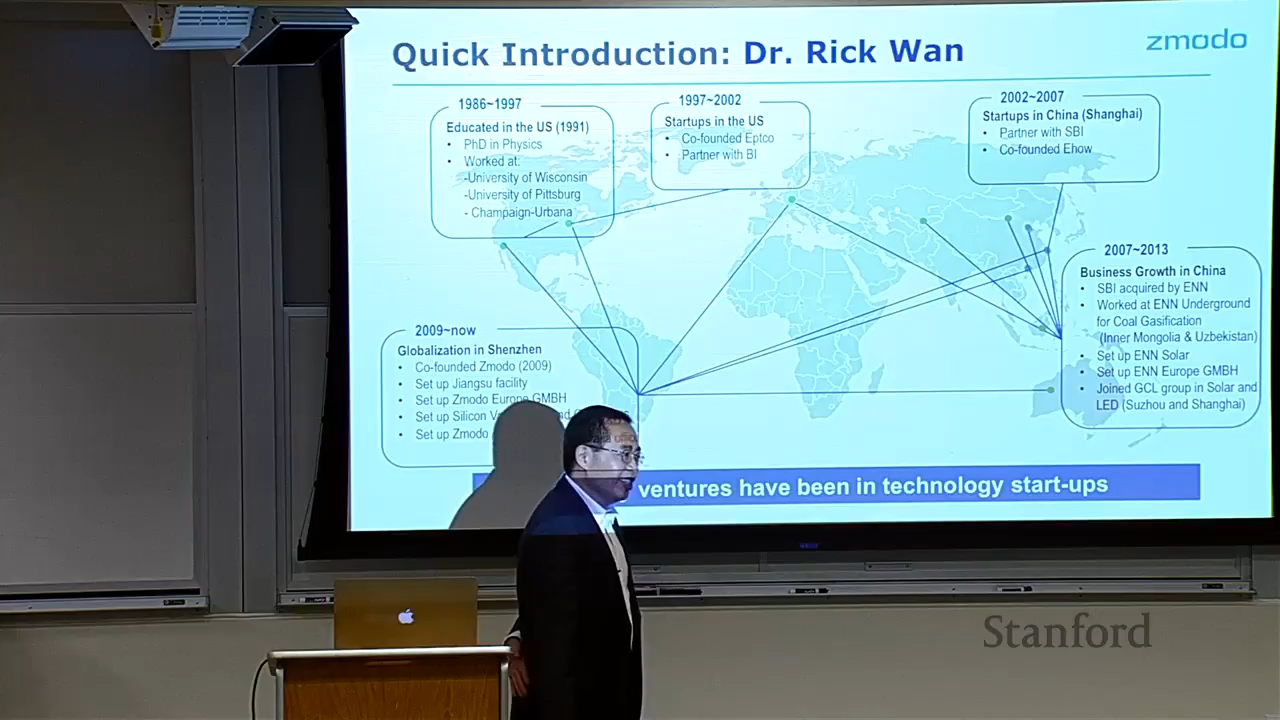 Quick Introduction: Dr. Rick Wan
zmodo
1986~1997
Educated in the US (1991)
• PhD in Physics
• Worked at:
-University of Wisconsin
-University of Pittsburg
- Champaign-Urbana
1997~2002
Startups in the US
• Co-founded Eptco
• Partner with BI
2002~2007
Startups in China (Shanghai)
• Partner with SBI
• Co-founded Ehow
2007~2013
Business Growth in China
• SBI acquired by ENN
• Worked at ENN Underground
for Coal Gasification
(Inner Mongolia & Uzbekistan)
• Set up ENN Solar
• Set up ENN Europe GMBH
• Joined GCL group in Solar and
LED (Suzhou and Shanghai)
2009~now
Globalization in Shenzhen
• Co-founded Zmodo (2009)
• Set up Jiangsu facility
• Set up Zmodo Europe GMBH
• Set up Silicon
• Set up Zmodo
ventures have been in technology start-ups
Stanford